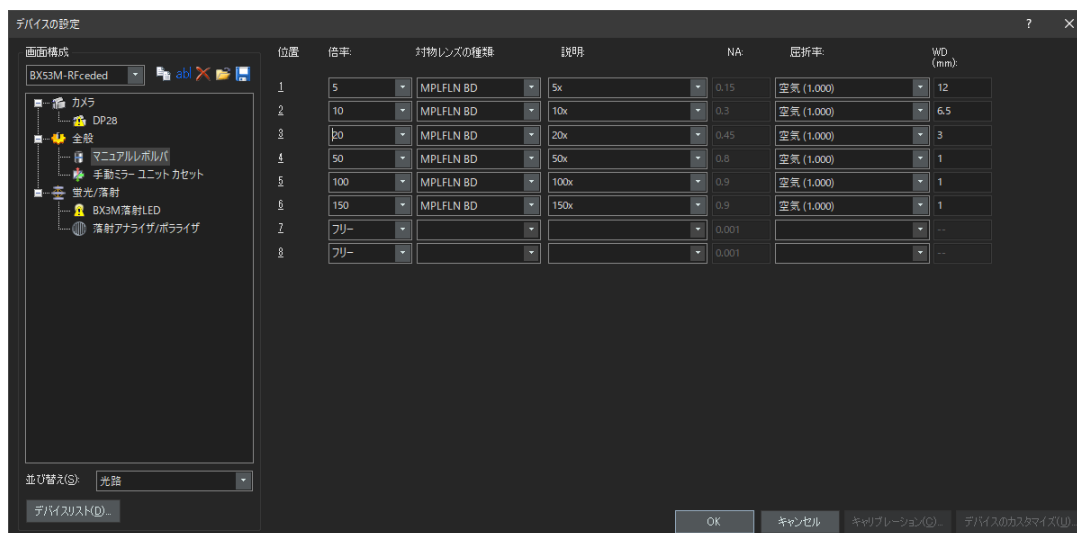 デバイスの設定 ? ×
画面構成
BX53M-RFceded
abl
カメラ
DP28
全般
マニュアルレボルバ
手動ミラー ユニット カセット
蛍光/落射
BX3M落射LED
落射アナライザ/ポラライザ
並び替え(S): 光路
デバイスリスト(D)...
位置 倍率: 対物レンズの種類: 説明: NA: 屈折率: WD
(mm):
1 5 MPLFLN BD 5x 0.15 空気 (1.000) 12
2 10 MPLFLN BD 10x 0.3 空気 (1.000) 6.5
3 20 MPLFLN BD 20x 0.45 空気 (1.000) 3
4 50 MPLFLN BD 50x 0.8 空気 (1.000) 1
5 100 MPLFLN BD 100x 0.9 空気 (1.000) 1
6 150 MPLFLN BD 150x 0.9 空気 (1.000) 1
7 フリー 0.001 --
8 フリー 0.001 --
OK キャンセル キャリブレーション(C)... デバイスのカスタマイズ(U)...